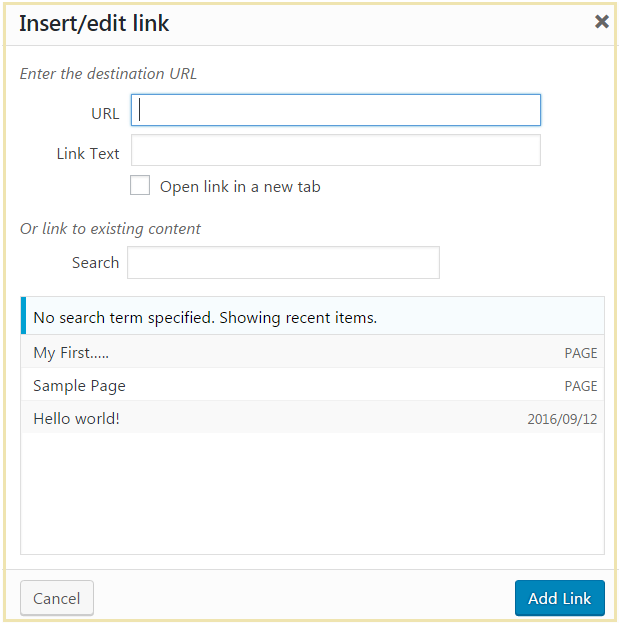 Insert/edit link
Enter the destination URL
URL
Link Text
Open link in a new tab
Or link to existing content
Search
No search term specified. Showing recent items.
My First..... PAGE
Sample Page PAGE
Hello world! 2016/09/12
Cancel Add Link